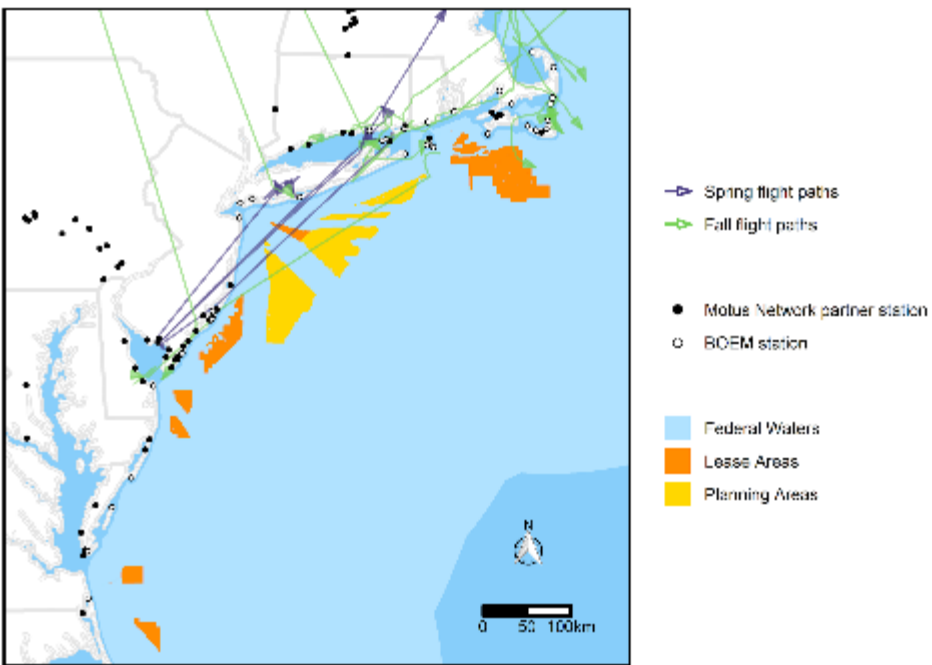 Spring flight paths
Fall flight paths
Motus Network partner station
BOEM station
Federal Waters
Lease Areas
Planning Areas
N
0 50 100km